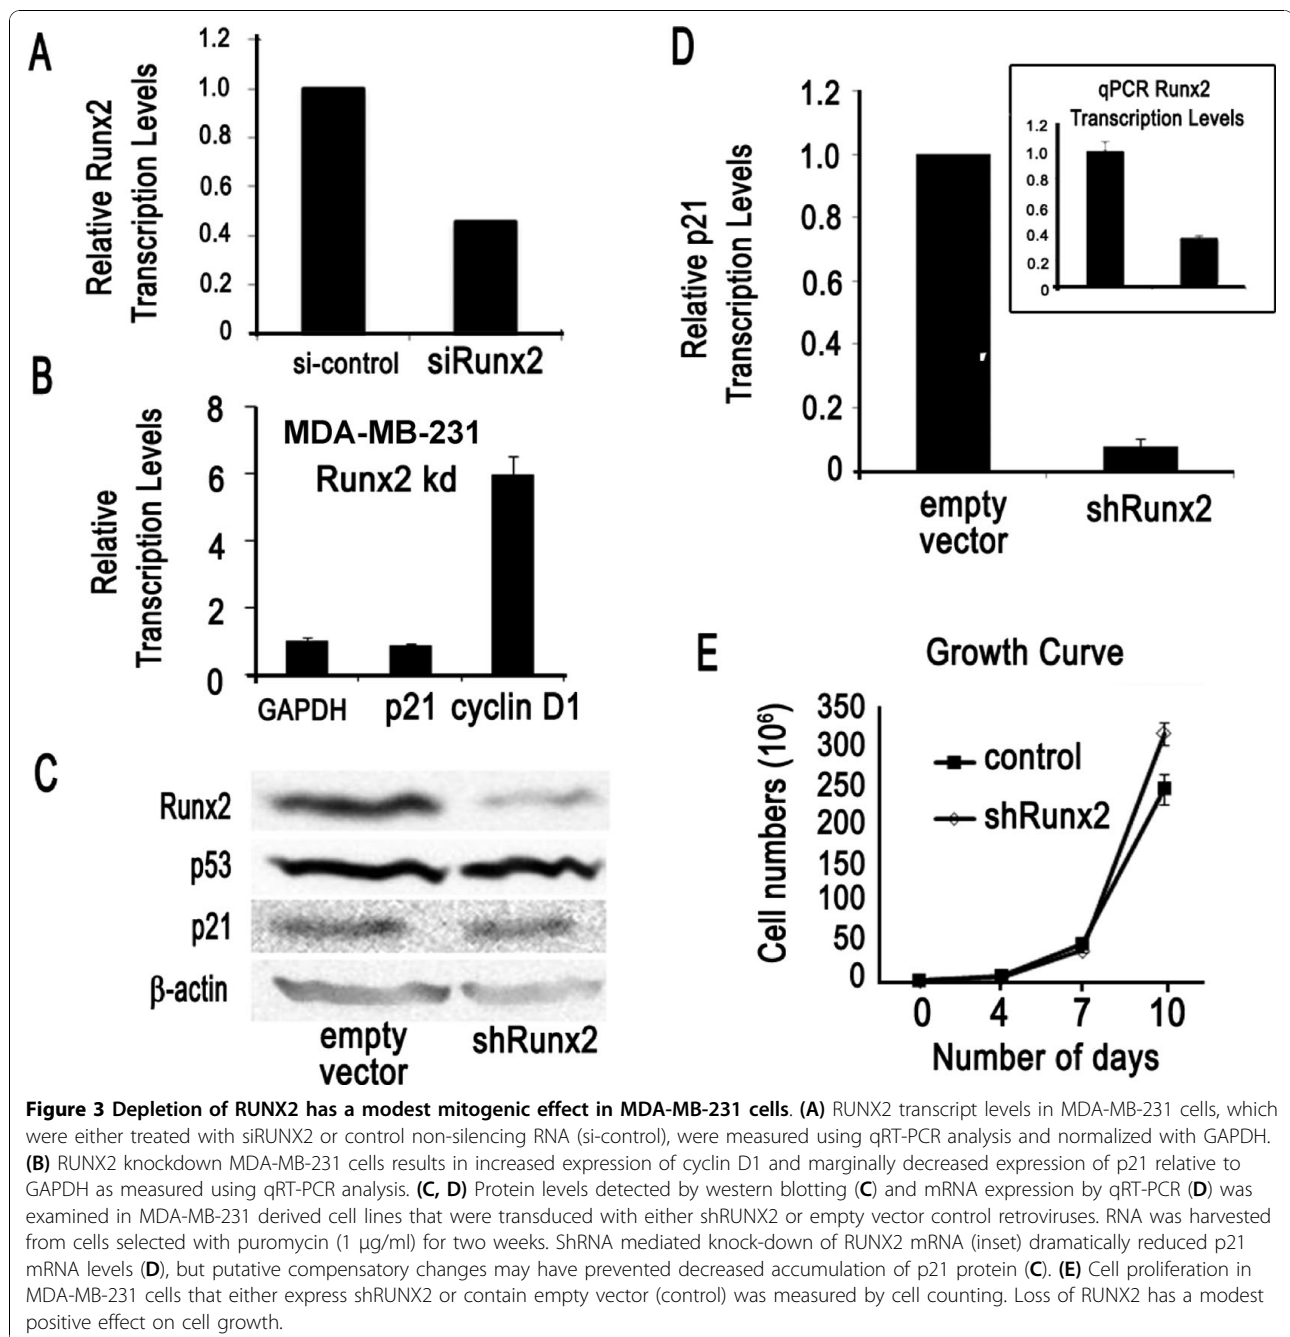 A
Relative Runx2
Transcription Levels
1.2
1.0
0.8
0.6
0.4
0.2
0
si-control siRunx2
B
Relative
Transcription Levels
8
6
4
2
0
MDA-MB-231
Runx2 kd
GAPDH p21 cyclin D1
C
Runx2
p53
p21
β-actin
empty
vector
shRunx2
D
Relative p21
Transcription Levels
1.2
1.0
0.8
0.6
0.4
0.2
0
empty
vector
shRunx2
qPCR Runx2
Transcription Levels
1.2
1.0
0.8
0.6
0.4
0.2
0
E
Growth Curve
Cell numbers (10⁶)
350
300
250
200
150
100
50
0
control
shRunx2
0 4 7 10
Number of days
Figure 3 Depletion of RUNX2 has a modest mitogenic effect in MDA-MB-231 cells. (A) RUNX2 transcript levels in MDA-MB-231 cells, which
were either treated with siRUNX2 or control non-silencing RNA (si-control), were measured using qRT-PCR analysis and normalized with GAPDH.
(B) RUNX2 knockdown MDA-MB-231 cells results in increased expression of cyclin D1 and marginally decreased expression of p21 relative to
GAPDH as measured using qRT-PCR analysis. (C, D) Protein levels detected by western blotting (C) and mRNA expression by qRT-PCR (D) was
examined in MDA-MB-231 derived cell lines that were transduced with either shRUNX2 or empty vector control retroviruses. RNA was harvested
from cells selected with puromycin (1 μg/ml) for two weeks. ShRNA mediated knock-down of RUNX2 mRNA (inset) dramatically reduced p21
mRNA levels (D), but putative compensatory changes may have prevented decreased accumulation of p21 protein (C). (E) Cell proliferation in
MDA-MB-231 cells that either express shRUNX2 or contain empty vector (control) was measured by cell counting. Loss of RUNX2 has a modest
positive effect on cell growth.